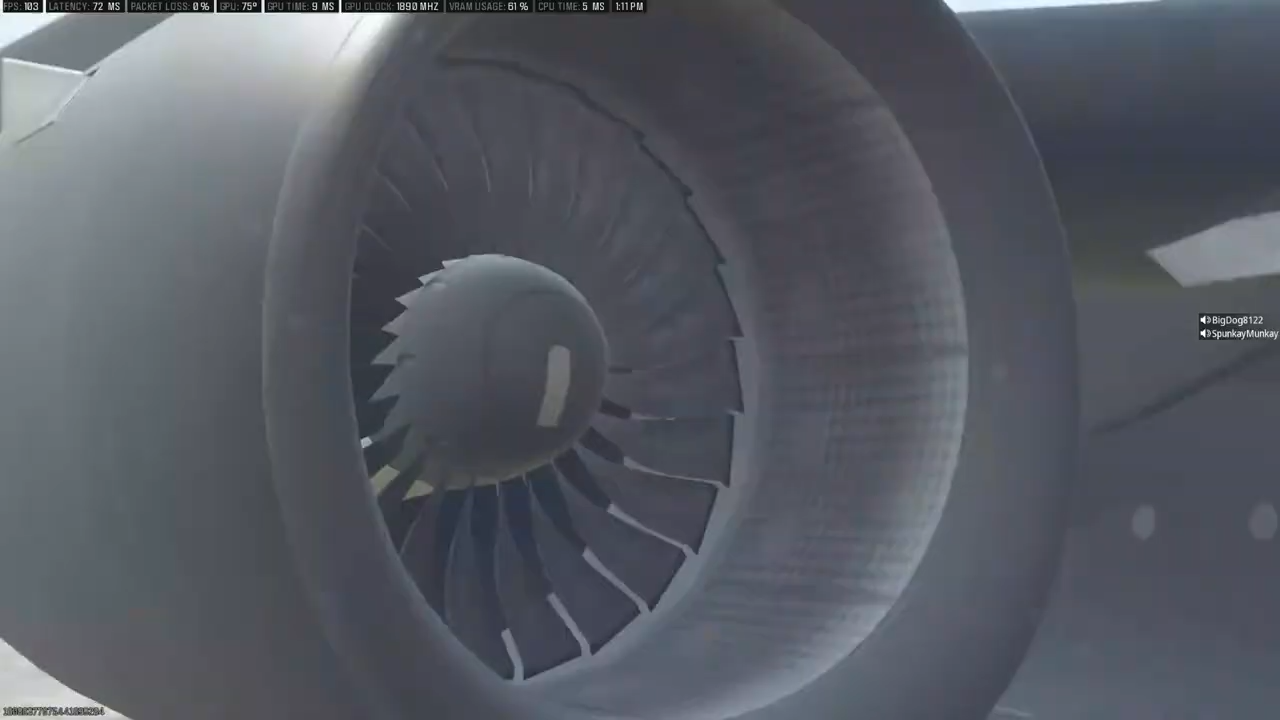 FPS: 103 LATENCY: 72 MS PACKET LOSS: 0 % GPU: 75° GPU TIME: 9 MS GPU CLOCK: 1890 MHZ VRAM USAGE: 61 % CPU TIME: 5 MS 1:11 PM
BigDog8122
SpunkayMunkay